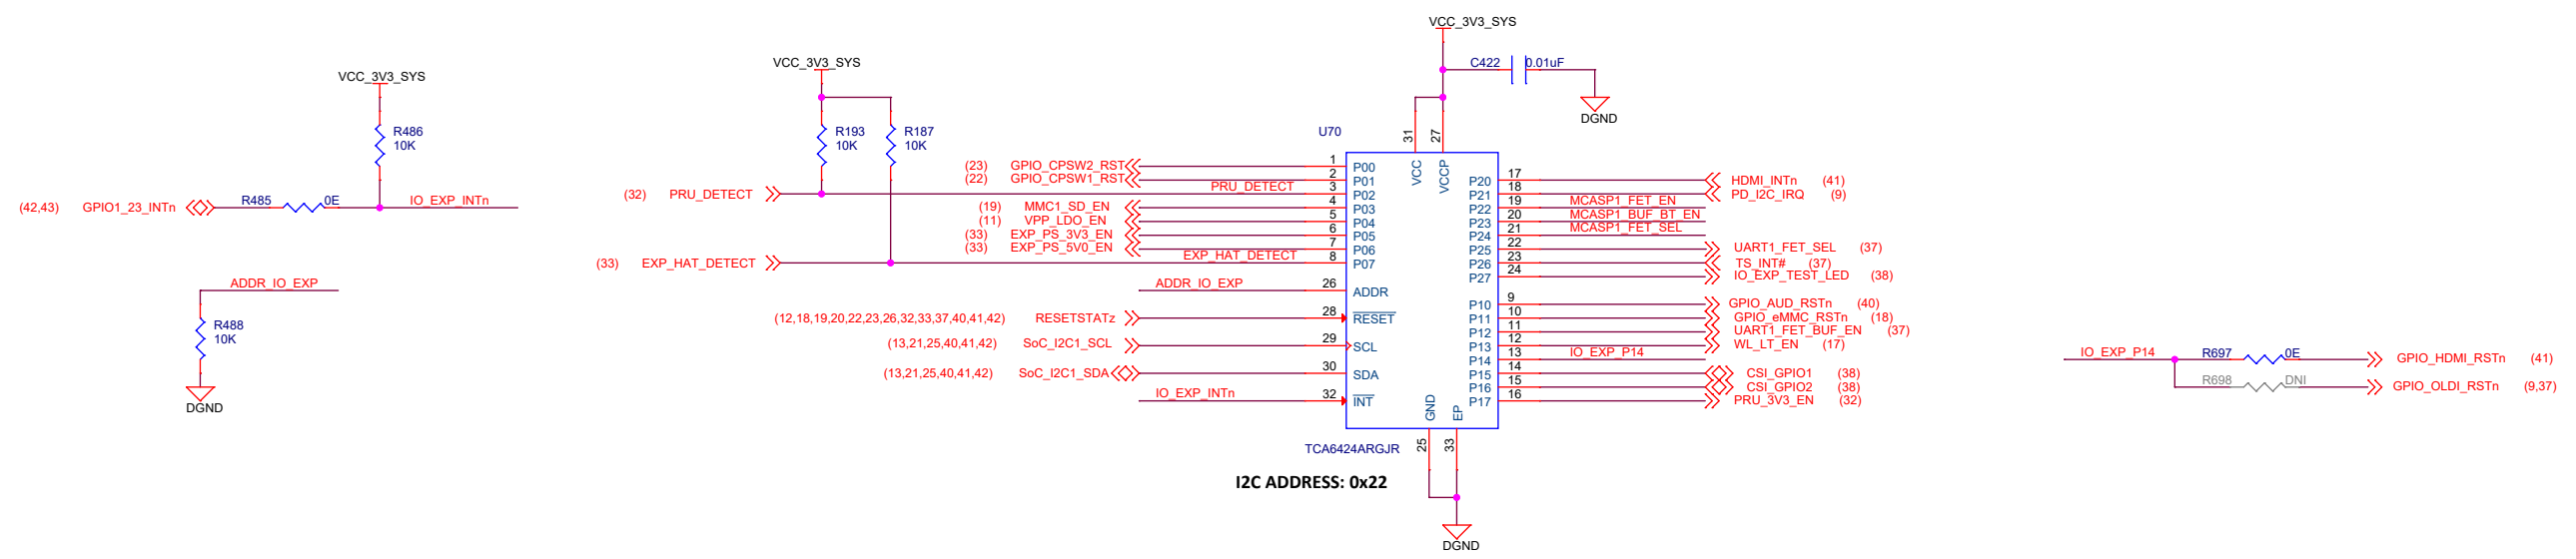 VCC_3V3_SYS
R486
10K
(42,43) GPIO1_23_INTn R485 0E IO_EXP_INTn
ADDR_IO_EXP
R488
10K
DGND
VCC_3V3_SYS
R193
10K
R187
10K
(32) PRU_DETECT
(33) EXP_HAT_DETECT
VCC_3V3_SYS
C422 0.01uF
DGND
U70
31 VCC
27 VCCP
(23) GPIO_CPSW2_RST 1 P00
(22) GPIO_CPSW1_RST 2 P01
PRU_DETECT 3 P02
(19) MMC1_SD_EN 4 P03
(11) VPP_LDO_EN 5 P04
(33) EXP_PS_3V3_EN 6 P05
(33) EXP_PS_5V0_EN 7 P06
EXP_HAT_DETECT 8 P07
ADDR_IO_EXP 26 ADDR
(12,18,19,20,22,23,26,32,33,37,40,41,42) RESETSTATz 28 RESET
(13,21,25,40,41,42) SoC_I2C1_SCL 29 SCL
(13,21,25,40,41,42) SoC_I2C1_SDA 30 SDA
IO_EXP_INTn 32 INT
P20 17 HDMI_INTn (41)
P21 18 PD_I2C_IRQ (9)
P22 19 MCASP1_FET_EN
P23 20 MCASP1_BUF_BT_EN
P24 21 MCASP1_FET_SEL
P25 22 UART1_FET_SEL (37)
P26 23 TS_INT# (37)
P27 24 IO_EXP_TEST_LED (38)
P10 9 GPIO_AUD_RSTn (40)
P11 10 GPIO_eMMC_RSTn (18)
P12 11 UART1_FET_BUF_EN (37)
P13 12 WL_LT_EN (17)
P14 13 IO_EXP_P14
P15 14 CSI_GPIO1 (38)
P16 15 CSI_GPIO2 (38)
P17 16 PRU_3V3_EN (32)
GND 25
EP 33
TCA6424ARGJR
I2C ADDRESS: 0x22
DGND
IO_EXP_P14 R697 0E GPIO_HDMI_RSTn (41)
R698 DNI GPIO_OLDI_RSTn (9,37)